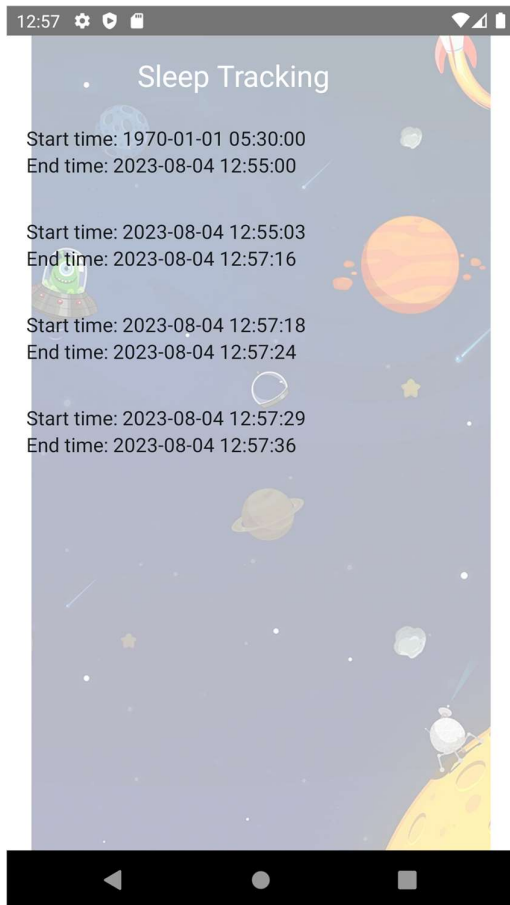 12:57
Sleep Tracking
Start time: 1970-01-01 05:30:00
End time: 2023-08-04 12:55:00
Start time: 2023-08-04 12:55:03
End time: 2023-08-04 12:57:16
Start time: 2023-08-04 12:57:18
End time: 2023-08-04 12:57:24
Start time: 2023-08-04 12:57:29
End time: 2023-08-04 12:57:36